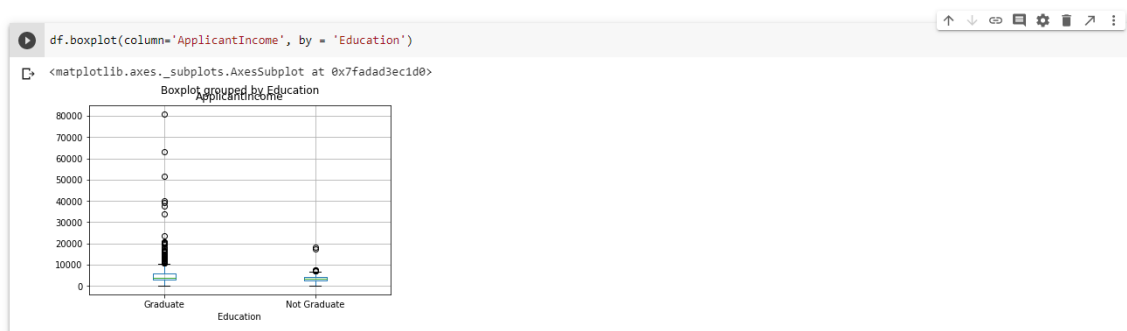 df.boxplot(column='ApplicantIncome', by = 'Education')
<matplotlib.axes._subplots.AxesSubplot at 0x7fadad3ec1d0>
Boxplot grouped by Education
ApplicantIncome
80000
70000
60000
50000
40000
30000
20000
10000
0
Graduate Not Graduate
Education